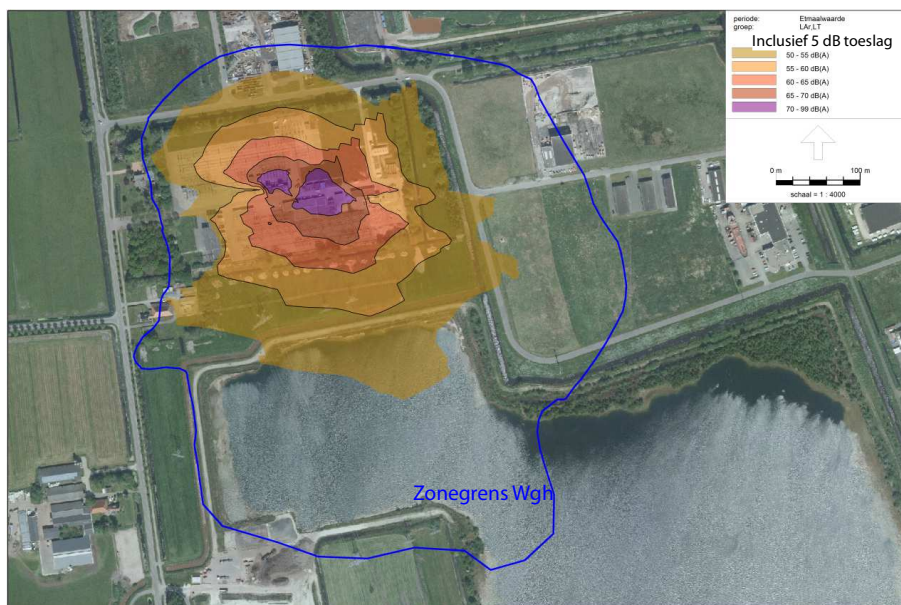 periode: Etmaalwaarde
groep: LAr,LT
Inclusief 5 dB toeslag
50 - 55 dB(A)
55 - 60 dB(A)
60 - 65 dB(A)
65 - 70 dB(A)
70 - 99 dB(A)
0 m 100 m
schaal = 1 : 4000
Zonegrens Wgh